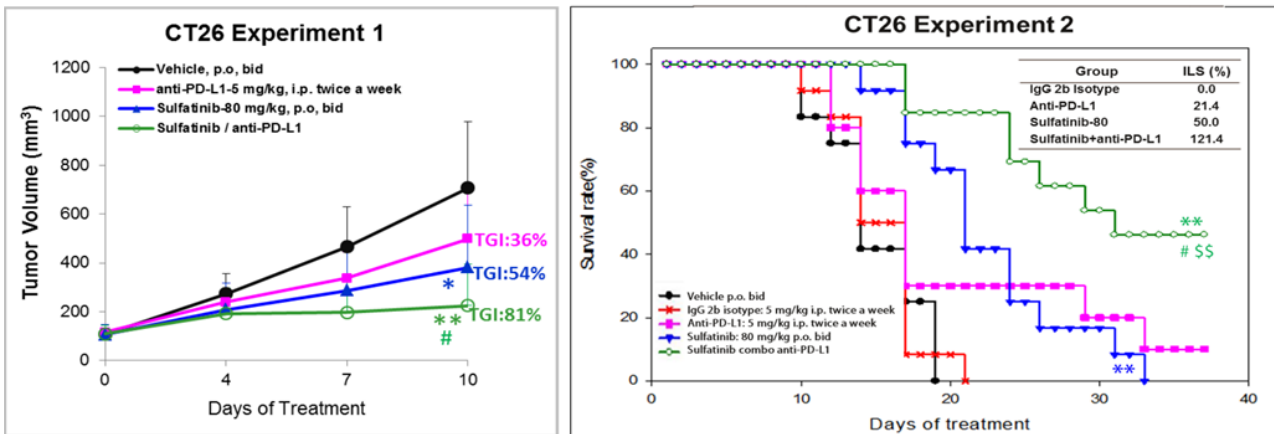 CT26 Experiment 1
Vehicle, p.o, bid
anti-PD-L1-5 mg/kg, i.p. twice a week
Sulfatinib-80 mg/kg, p.o, bid
Sulfatinib / anti-PD-L1
Tumor Volume (mm³)
1200
1000
800
600
400
200
0
TGI:36%
* TGI:54%
** TGI:81%
#
0 4 7 10
Days of Treatment
CT26 Experiment 2
Survival rate(%)
100
80
60
40
20
0
Group ILS (%)
IgG 2b Isotype 0.0
Anti-PD-L1 21.4
Sulfatinib-80 50.0
Sulfatinib+anti-PD-L1 121.4
**
# $$
Vehicle p.o. bid
IgG 2b isotype: 5 mg/kg i.p. twice a week
Anti-PD-L1: 5 mg/kg i.p. twice a week
Sulfatinib: 80 mg/kg p.o. bid
Sulfatinib combo anti-PD-L1
**
0 10 20 30 40
Days of treatment